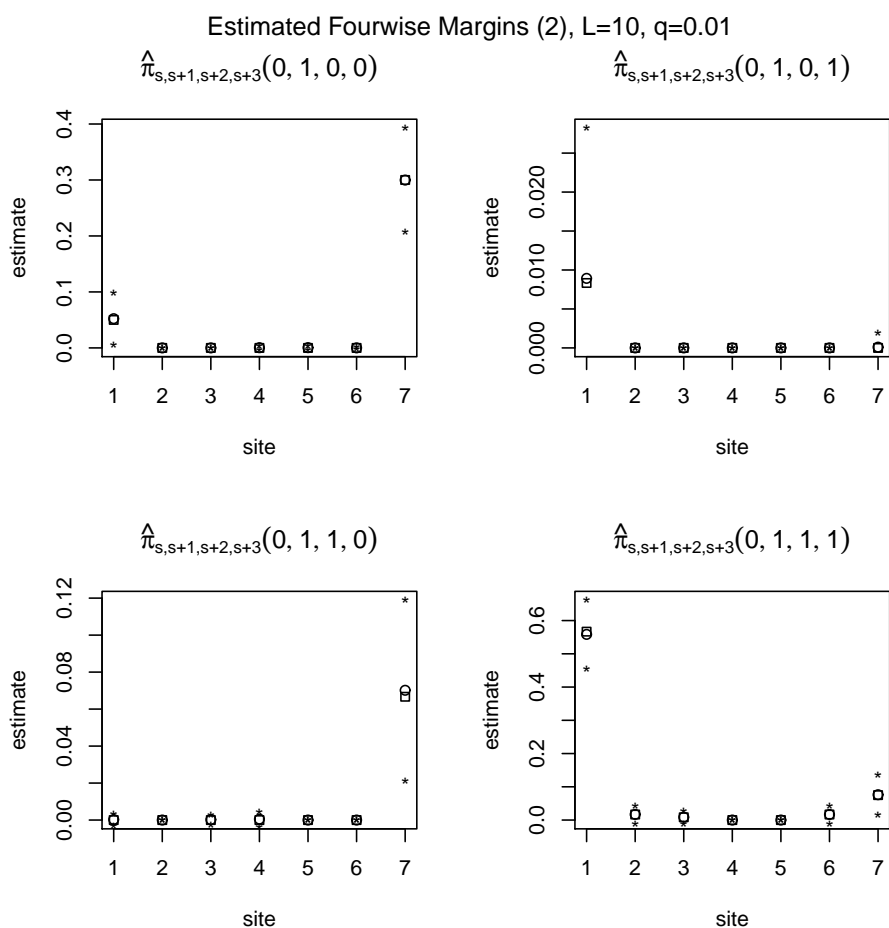 Estimated Fourwise Margins (2), L=10, q=0.01
π̂s,s+1,s+2,s+3(0, 1, 0, 0)
estimate
0.0 0.1 0.2 0.3 0.4
1 2 3 4 5 6 7
site
π̂s,s+1,s+2,s+3(0, 1, 0, 1)
estimate
0.000 0.010 0.020
1 2 3 4 5 6 7
site
π̂s,s+1,s+2,s+3(0, 1, 1, 0)
estimate
0.00 0.04 0.08 0.12
1 2 3 4 5 6 7
site
π̂s,s+1,s+2,s+3(0, 1, 1, 1)
estimate
0.0 0.2 0.4 0.6
1 2 3 4 5 6 7
site